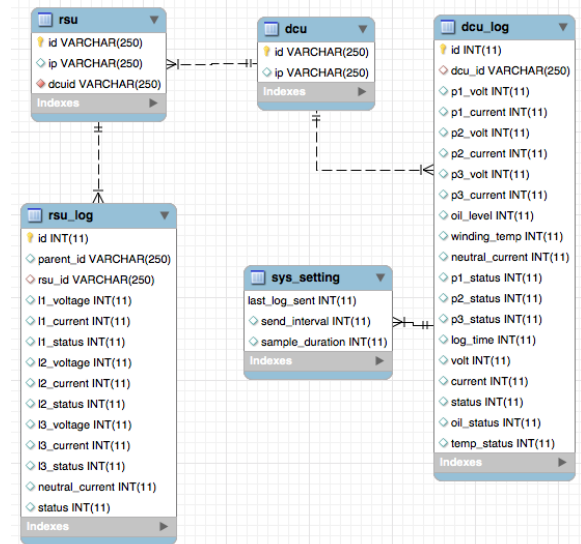 rsu
id VARCHAR(250)
ip VARCHAR(250)
dcuid VARCHAR(250)
Indexes
dcu
id VARCHAR(250)
ip VARCHAR(250)
Indexes
dcu_log
id INT(11)
dcu_id VARCHAR(250)
p1_volt INT(11)
p1_current INT(11)
p2_volt INT(11)
p2_current INT(11)
p3_volt INT(11)
p3_current INT(11)
oil_level INT(11)
winding_temp INT(11)
neutral_current INT(11)
p1_status INT(11)
p2_status INT(11)
p3_status INT(11)
log_time INT(11)
volt INT(11)
current INT(11)
status INT(11)
oil_status INT(11)
temp_status INT(11)
Indexes
rsu_log
id INT(11)
parent_id VARCHAR(250)
rsu_id VARCHAR(250)
l1_voltage INT(11)
l1_current INT(11)
l1_status INT(11)
l2_voltage INT(11)
l2_current INT(11)
l2_status INT(11)
l3_voltage INT(11)
l3_current INT(11)
l3_status INT(11)
neutral_current INT(11)
status INT(11)
Indexes
sys_setting
last_log_sent INT(11)
send_interval INT(11)
sample_duration INT(11)
Indexes